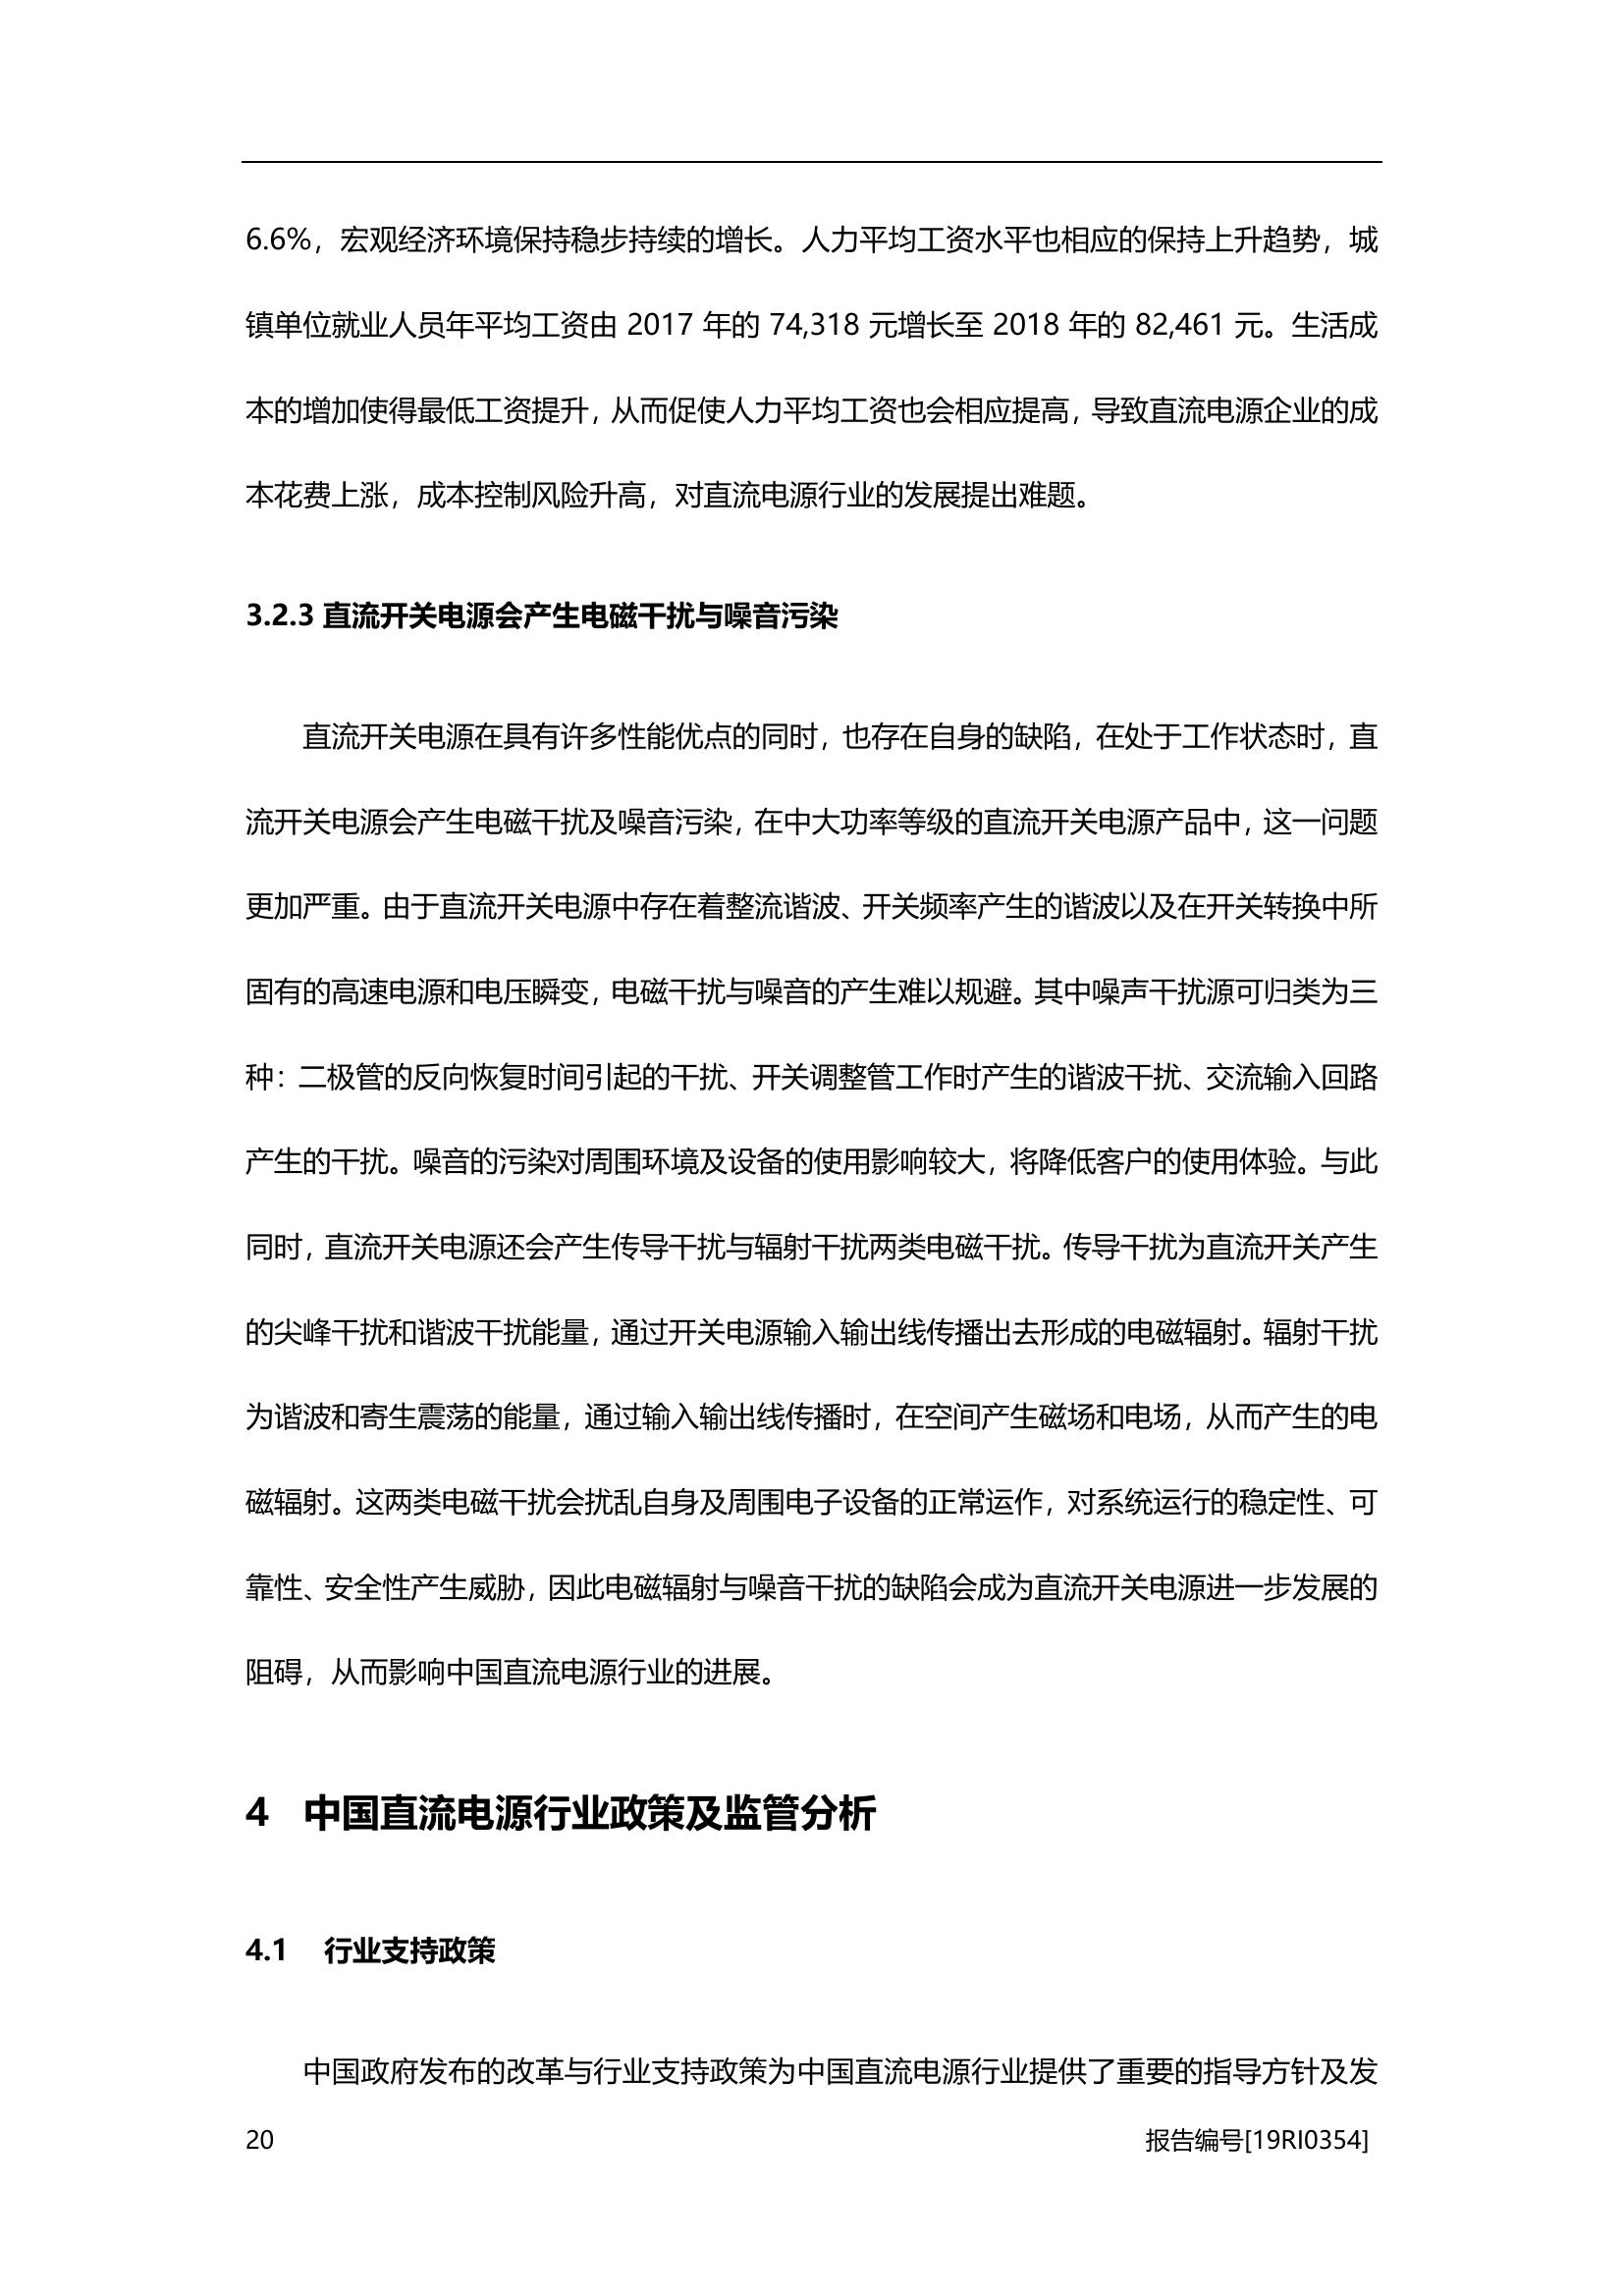 6.6%，宏观经济环境保持稳步持续的增长。人力平均工资水平也相应的保持上升趋势，城
镇单位就业人员年平均工资由 2017 年的 74,318 元增长至 2018 年的 82,461 元。生活成
本的增加使得最低工资提升，从而促使人力平均工资也会相应提高，导致直流电源企业的成
本花费上涨，成本控制风险升高，对直流电源行业的发展提出难题。
3.2.3 直流开关电源会产生电磁干扰与噪音污染
直流开关电源在具有许多性能优点的同时，也存在自身的缺陷，在处于工作状态时，直
流开关电源会产生电磁干扰及噪音污染，在中大功率等级的直流开关电源产品中，这一问题
更加严重。由于直流开关电源中存在着整流谐波、开关频率产生的谐波以及在开关转换中所
固有的高速电源和电压瞬变，电磁干扰与噪音的产生难以规避。其中噪声干扰源可归类为三
种：二极管的反向恢复时间引起的干扰、开关调整管工作时产生的谐波干扰、交流输入回路
产生的干扰。噪音的污染对周围环境及设备的使用影响较大，将降低客户的使用体验。与此
同时，直流开关电源还会产生传导干扰与辐射干扰两类电磁干扰。传导干扰为直流开关产生
的尖峰干扰和谐波干扰能量，通过开关电源输入输出线传播出去形成的电磁辐射。辐射干扰
为谐波和寄生震荡的能量，通过输入输出线传播时，在空间产生磁场和电场，从而产生的电
磁辐射。这两类电磁干扰会扰乱自身及周围电子设备的正常运作，对系统运行的稳定性、可
靠性、安全性产生威胁，因此电磁辐射与噪音干扰的缺陷会成为直流开关电源进一步发展的
阻碍，从而影响中国直流电源行业的进展。
4 中国直流电源行业政策及监管分析
4.1 行业支持政策
中国政府发布的改革与行业支持政策为中国直流电源行业提供了重要的指导方针及发
20 报告编号[19RI0354]